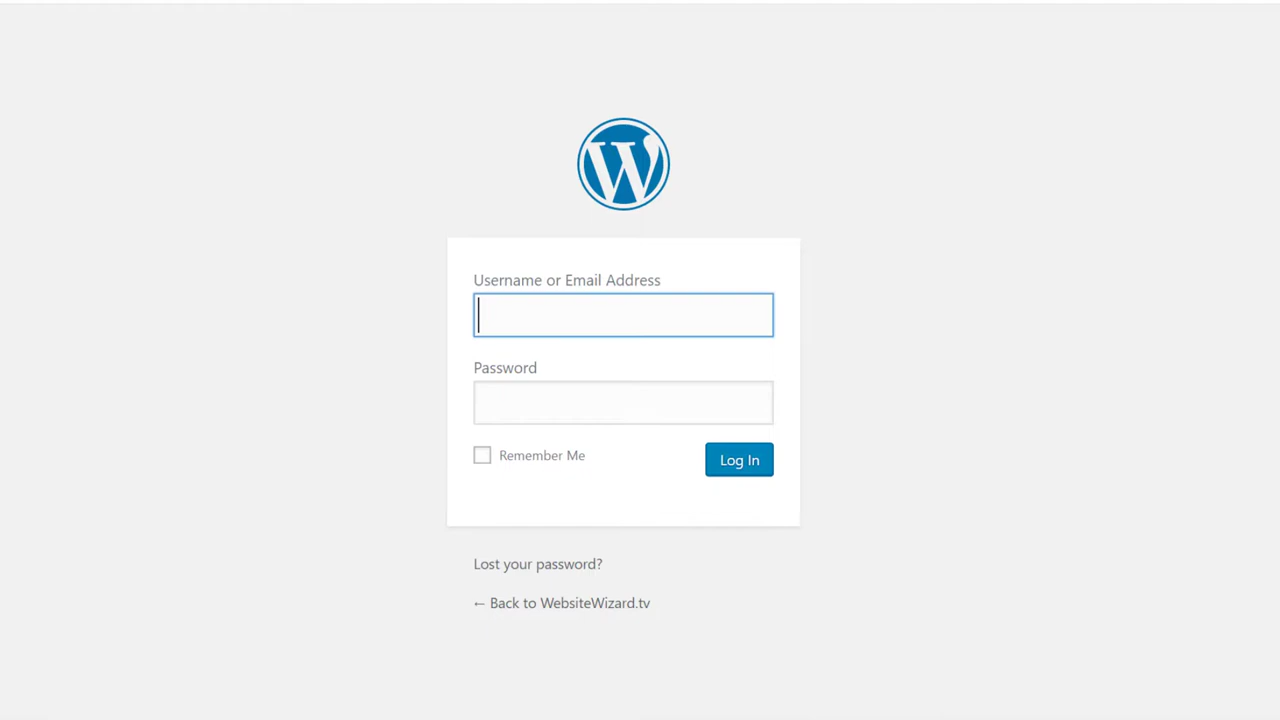 Username or Email Address
Password
Remember Me
Log In
Lost your password?
← Back to WebsiteWizard.tv